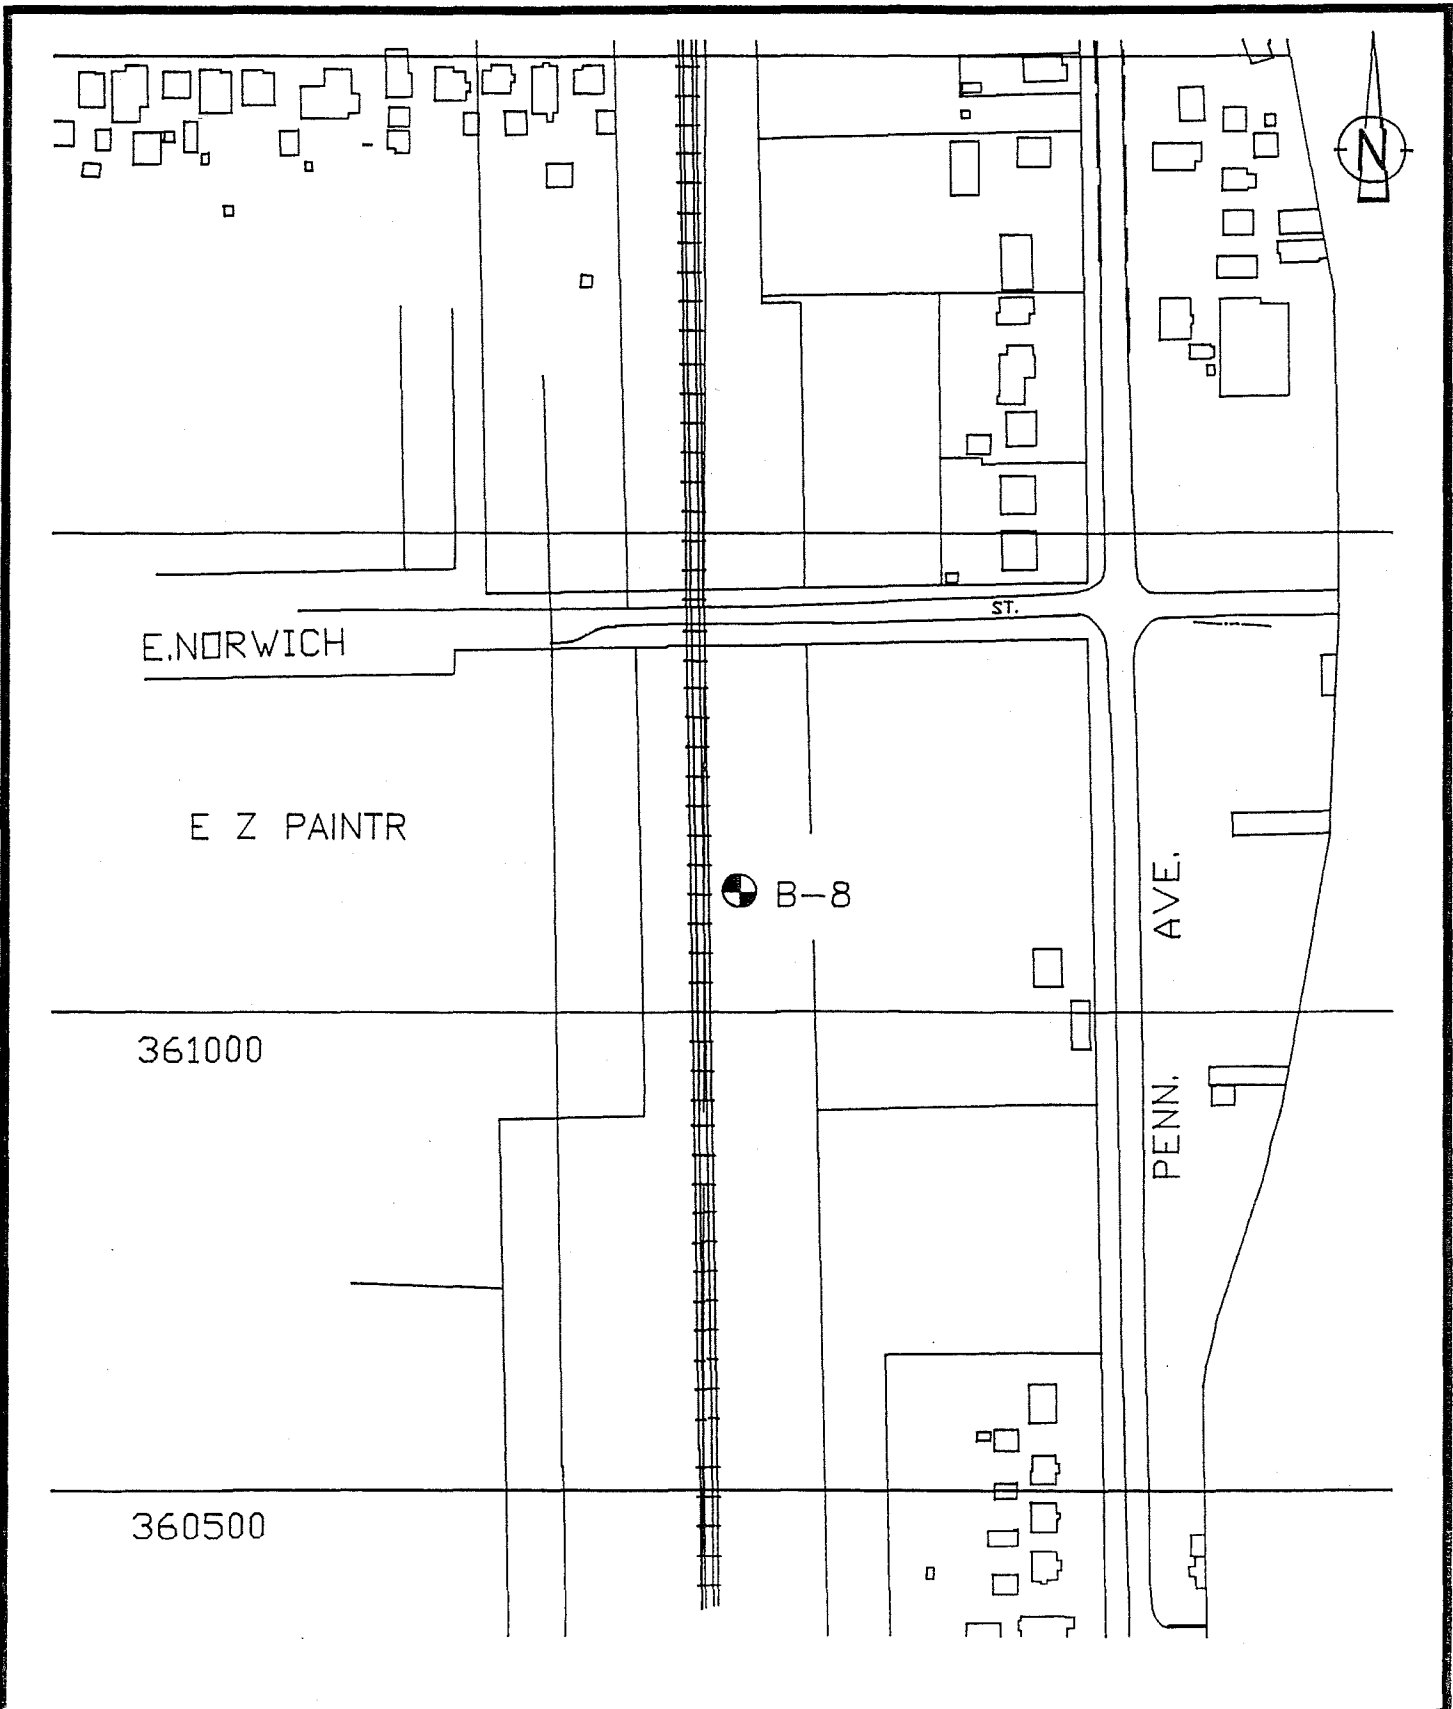 N
ST.
E.NORWICH
E Z PAINTR
B-8
AVE.
361000
PENN.
360500